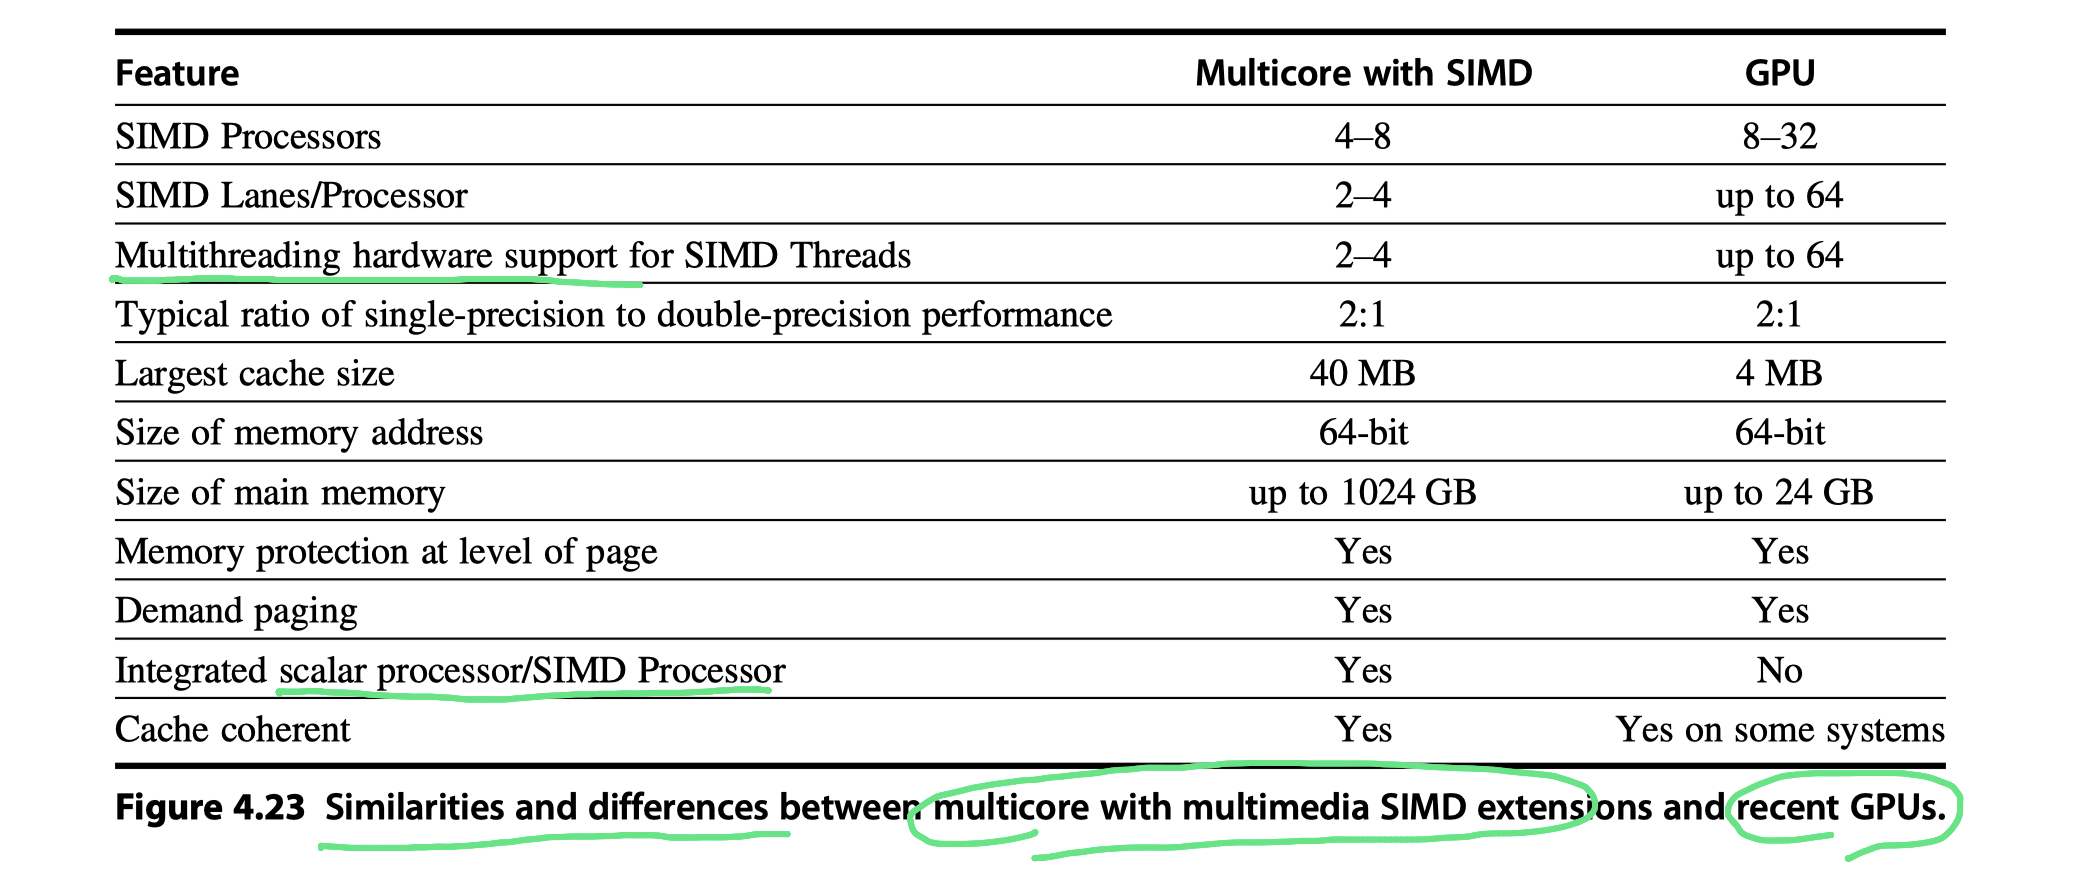 Feature Multicore with SIMD GPU
SIMD Processors 4–8 8–32
SIMD Lanes/Processor 2–4 up to 64
Multithreading hardware support for SIMD Threads 2–4 up to 64
Typical ratio of single-precision to double-precision performance 2:1 2:1
Largest cache size 40 MB 4 MB
Size of memory address 64-bit 64-bit
Size of main memory up to 1024 GB up to 24 GB
Memory protection at level of page Yes Yes
Demand paging Yes Yes
Integrated scalar processor/SIMD Processor Yes No
Cache coherent Yes Yes on some systems
Figure 4.23 Similarities and differences between multicore with multimedia SIMD extensions and recent GPUs.